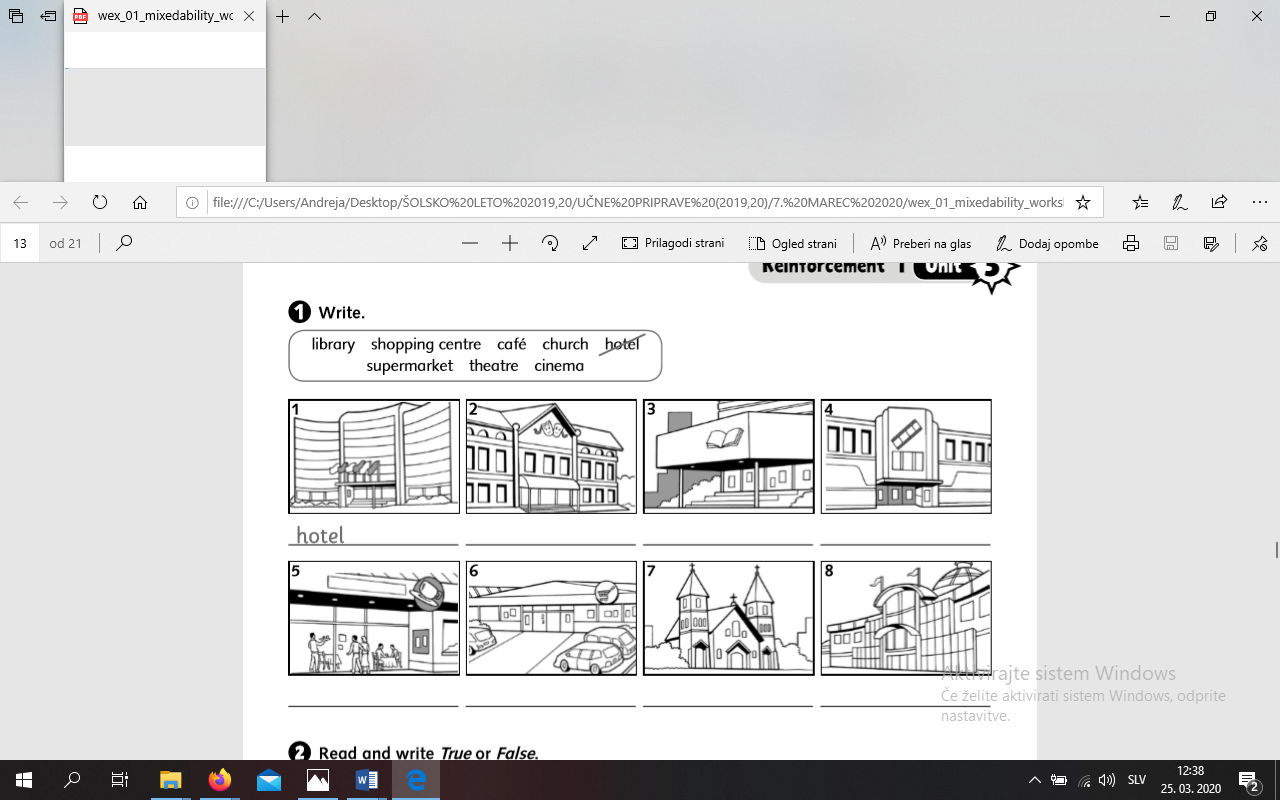 wex_01_mixedability_wo
file:///C:/Users/Andreja/Desktop/ŠOLSKO%20LETO%202019,20/UČNE%20PRIPRAVE%20(2019,20)/7.%20MAREC%202020/wex_01_mixedability_works
13 od 21 Prilagodi strani Ogled strani Preberi na glas Dodaj opombe
Reinforcement 1 Unit 5
1 Write.
library shopping centre café church hotel
supermarket theatre cinema
1 2 3 4
hotel
5 6 7 8
Aktivirajte sistem Windows
Če želite aktivirati sistem Windows, odprite
nastavitve.
2 Read and write True or False.
SLV 12:38
25. 03. 2020
2